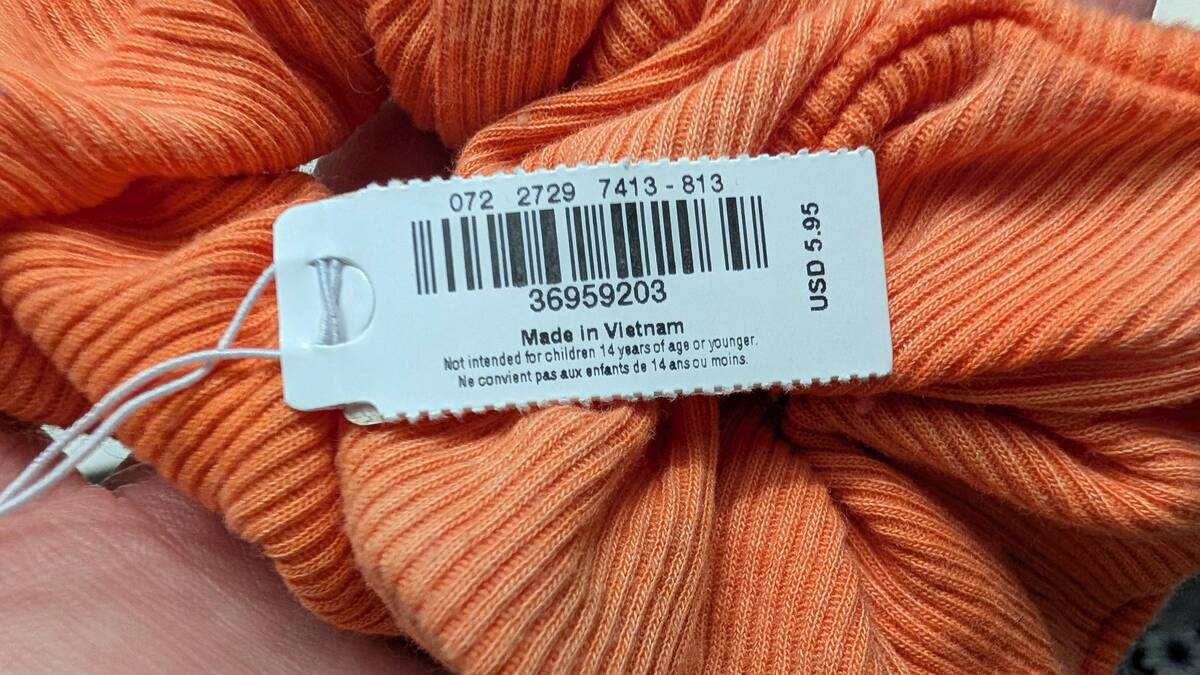 072 2729 7413 - 813
36959203
Made in Vietnam
Not intended for children 14 years of age or younger.
Ne convient pas aux enfants de 14 ans ou moins.
USD 5.95